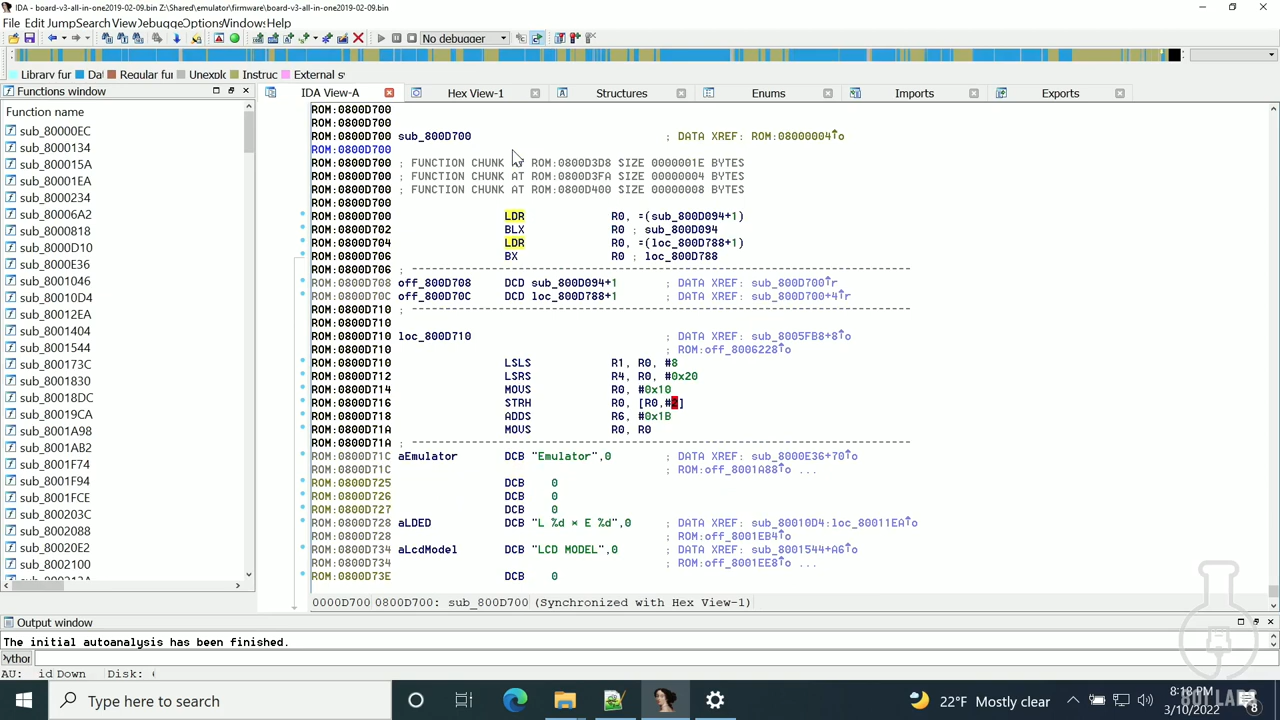 IDA - board-v3-all-in-one2019-02-09.bin Z:\Shared\emulator\firmware\board-v3-all-in-one2019-02-09.bin
File Edit Jump Search View Debugger Options Windows Help
No debugger
Library fur Dat Regular fur Unexplo Instruc External sy
Functions window
Function name
sub_80000EC
sub_8000134
sub_800015A
sub_80001EA
sub_8000234
sub_80006A2
sub_8000818
sub_8000D10
sub_8000E36
sub_8001046
sub_80010D4
sub_80012EA
sub_8001404
sub_8001544
sub_800173C
sub_8001830
sub_80018DC
sub_80019CA
sub_8001A98
sub_8001AB2
sub_8001F74
sub_8001F94
sub_8001FCE
sub_800203C
sub_8002088
sub_80020E2
sub_8002100
IDA View-A Hex View-1 Structures Enums Imports Exports
ROM:0800D700
ROM:0800D700
ROM:0800D700 sub_800D700 ; DATA XREF: ROM:08000004↑o
ROM:0800D700
ROM:0800D700 ; FUNCTION CHUNK AT ROM:0800D3D8 SIZE 0000001E BYTES
ROM:0800D700 ; FUNCTION CHUNK AT ROM:0800D3FA SIZE 00000004 BYTES
ROM:0800D700 ; FUNCTION CHUNK AT ROM:0800D400 SIZE 00000008 BYTES
ROM:0800D700
ROM:0800D700 LDR R0, =(sub_800D094+1)
ROM:0800D702 BLX R0 ; sub_800D094
ROM:0800D704 LDR R0, =(loc_800D788+1)
ROM:0800D706 BX R0 ; loc_800D788
ROM:0800D706 ; ---------------------------------------------------------------------------
ROM:0800D708 off_800D708 DCD sub_800D094+1 ; DATA XREF: sub_800D700↑r
ROM:0800D70C off_800D70C DCD loc_800D788+1 ; DATA XREF: sub_800D700+4↑r
ROM:0800D710 ; ---------------------------------------------------------------------------
ROM:0800D710
ROM:0800D710 loc_800D710 ; DATA XREF: sub_8005FB8+8↑o
ROM:0800D710 ; ROM:off_8006228↑o
ROM:0800D710 LSLS R1, R0, #8
ROM:0800D712 LSRS R4, R0, #0x20
ROM:0800D714 MOVS R0, #0x10
ROM:0800D716 STRH R0, [R0,#2]
ROM:0800D718 ADDS R6, #0x1B
ROM:0800D71A MOVS R0, R0
ROM:0800D71A ; ---------------------------------------------------------------------------
ROM:0800D71C aEmulator DCB "Emulator",0 ; DATA XREF: sub_8000E36+70↑o
ROM:0800D71C ; ROM:off_8001A88↑o ...
ROM:0800D725 DCB 0
ROM:0800D726 DCB 0
ROM:0800D727 DCB 0
ROM:0800D728 aLDED DCB "L %d × E %d",0 ; DATA XREF: sub_80010D4:loc_80011EA↑o
ROM:0800D728 ; ROM:off_8001EB4↑o
ROM:0800D734 aLcdModel DCB "LCD MODEL",0 ; DATA XREF: sub_8001544+A6↑o
ROM:0800D734 ; ROM:off_8001EE8↑o ...
ROM:0800D73E DCB 0
0000D700 0800D700: sub_800D700 (Synchronized with Hex View-1)
Output window
The initial autoanalysis has been finished.
AU: id Down Disk:
Type here to search
22°F Mostly clear
8:18 PM
3/10/2022
8